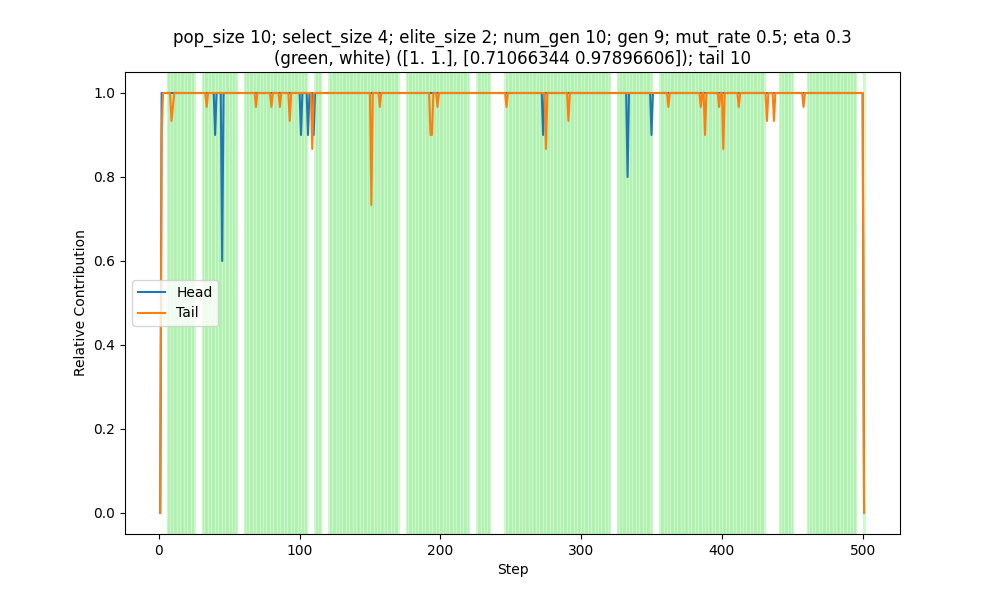 pop_size 10; select_size 4; elite_size 2; num_gen 10; gen 9; mut_rate 0.5; eta 0.3
(green, white) ([1. 1.], [0.71066344 0.97896606]); tail 10
1.0
0.8
0.6
0.4
0.2
0.0
Relative Contribution
Head
Tail
0
100
200
300
400
500
Step